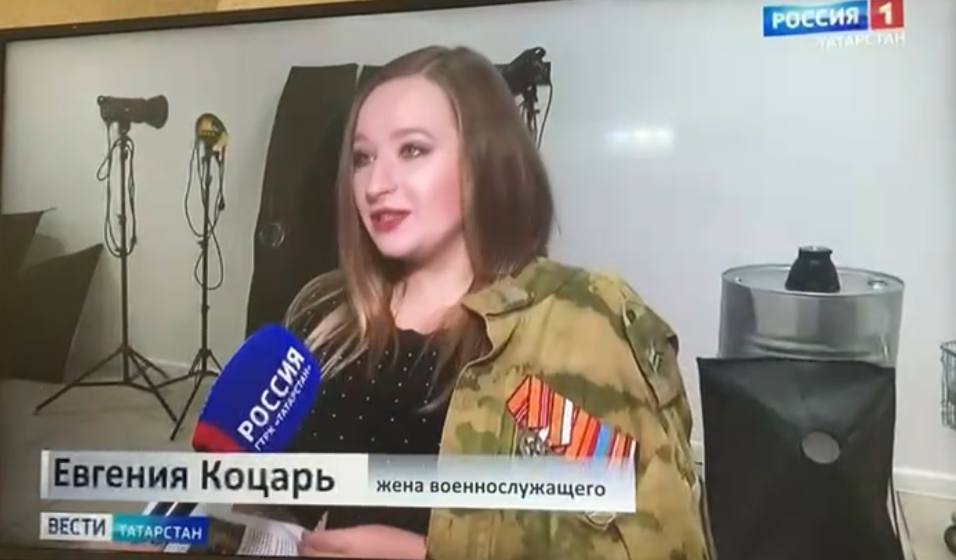 РОССИЯ 1
ТАТАРСТАН
РОССИЯ
ГТРК «ТАТАРСТАН»
Евгения Коцарь
жена военнослужащего
ВЕСТИ ТАТАРСТАН